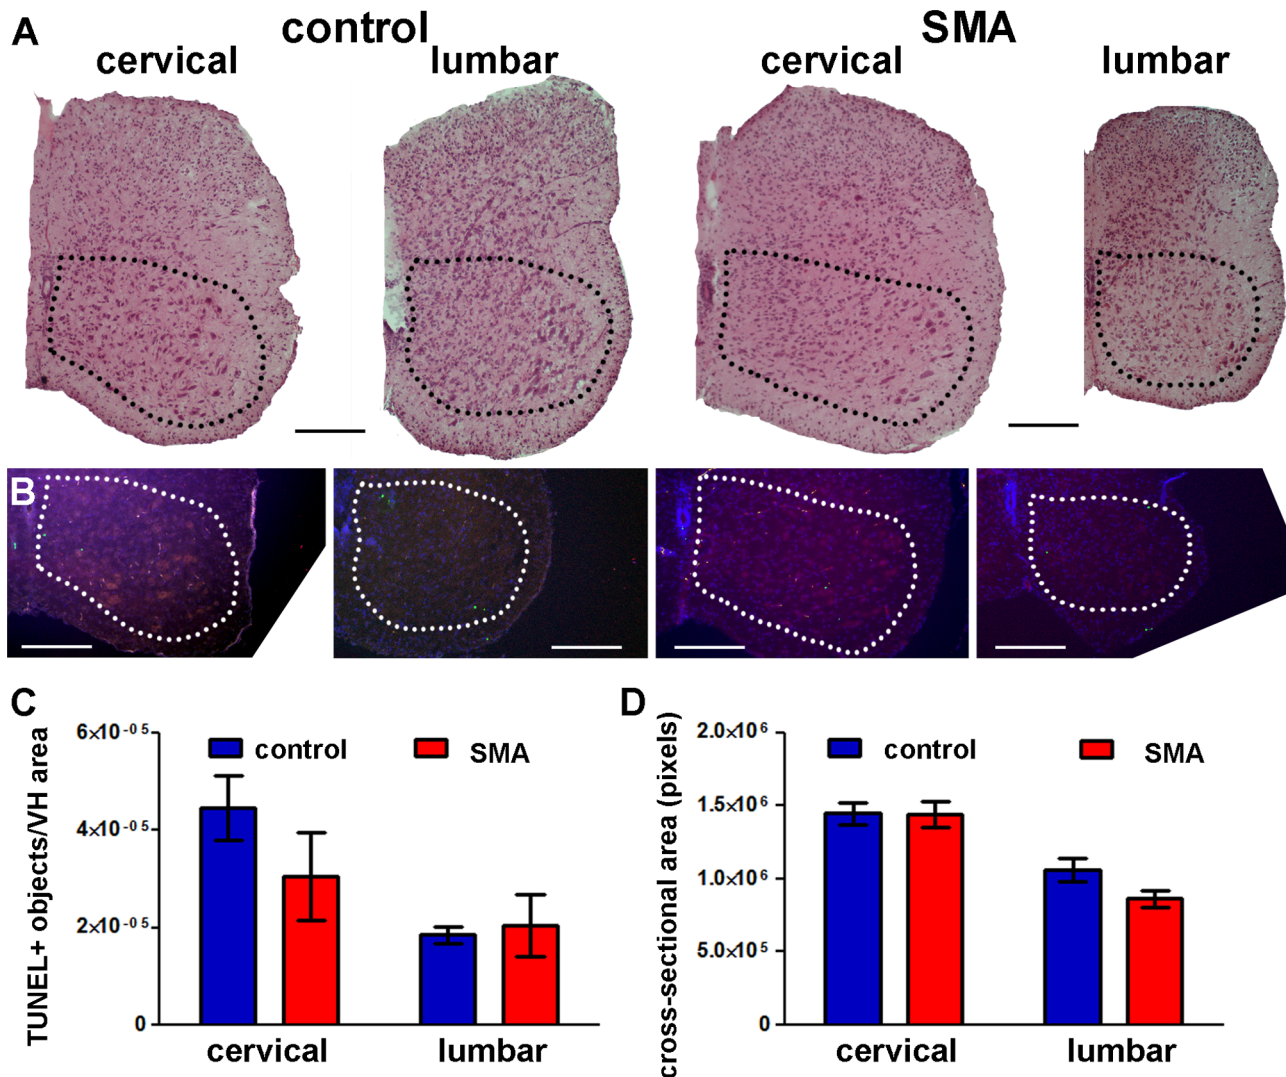 A
control
SMA
cervical
lumbar
cervical
lumbar
B
C
TUNEL+ objects/VH area
6×10⁻⁰⁵
4×10⁻⁰⁵
2×10⁻⁰⁵
0
control
SMA
cervical
lumbar
D
cross-sectional area (pixels)
2.0×10⁶
1.5×10⁶
1.0×10⁶
5.0×10⁵
0
control
SMA
cervical
lumbar